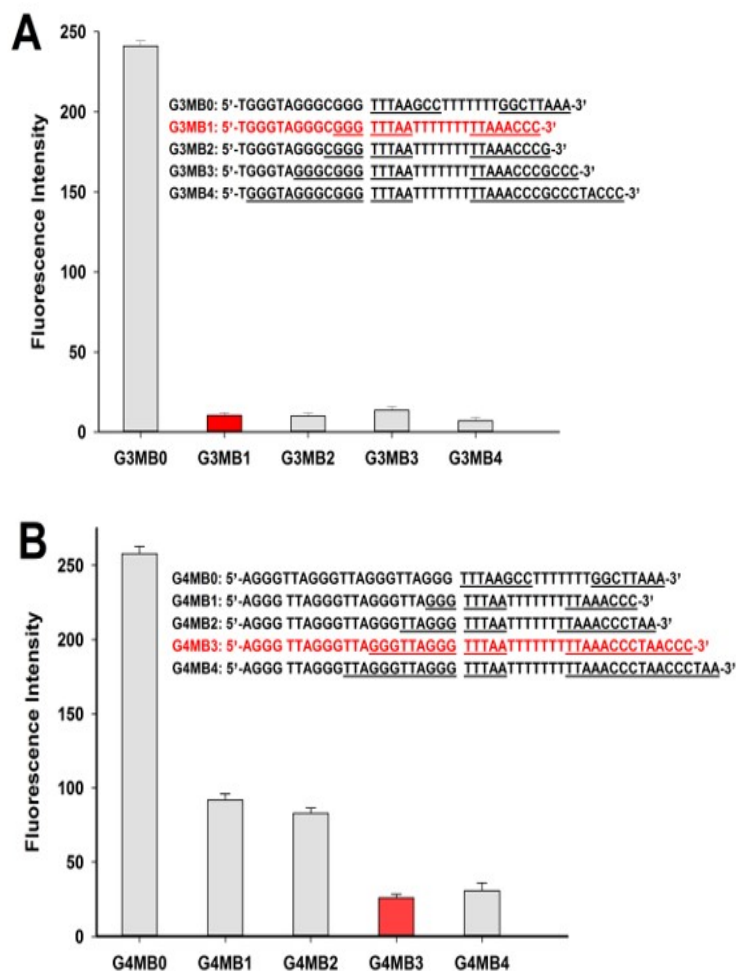 A
250
G3MB0: 5'-TGGGTAGGGCGGG TTTAAGCCTTTTTTTGGCTTAAA-3'
200
G3MB1: 5'-TGGGTAGGGCGGG TTTAATTTTTTTTTAAACCC-3'
G3MB2: 5'-TGGGTAGGGCGGG TTTAATTTTTTTTTAAACCCG-3'
G3MB3: 5'-TGGGTAGGGCGGG TTTAATTTTTTTTTAAACCCGCCC-3'
G3MB4: 5'-TGGGTAGGGCGGG TTTAATTTTTTTTTAAACCCGCCCTACCC-3'
150
100
50
0
Fluorescence Intensity
G3MB0 G3MB1 G3MB2 G3MB3 G3MB4
B
250
G4MB0: 5'-AGGGTTAGGGTTAGGGTTAGGG TTTAAGCCTTTTTTTGGCTTAAA-3'
G4MB1: 5'-AGGG TTAGGGTTAGGGTTAGGG TTTAATTTTTTTTTAAACCC-3'
G4MB2: 5'-AGGG TTAGGGTTAGGGTTAGGG TTTAATTTTTTTTTAAACCCTAA-3'
200
G4MB3: 5'-AGGG TTAGGGTTAGGGTTAGGG TTTAATTTTTTTTTAAACCCTAACCC-3'
G4MB4: 5'-AGGG TTAGGGTTAGGGTTAGGG TTTAATTTTTTTTTAAACCCTAACCCTAA-3'
150
100
50
0
Fluorescence Intensity
G4MB0 G4MB1 G4MB2 G4MB3 G4MB4